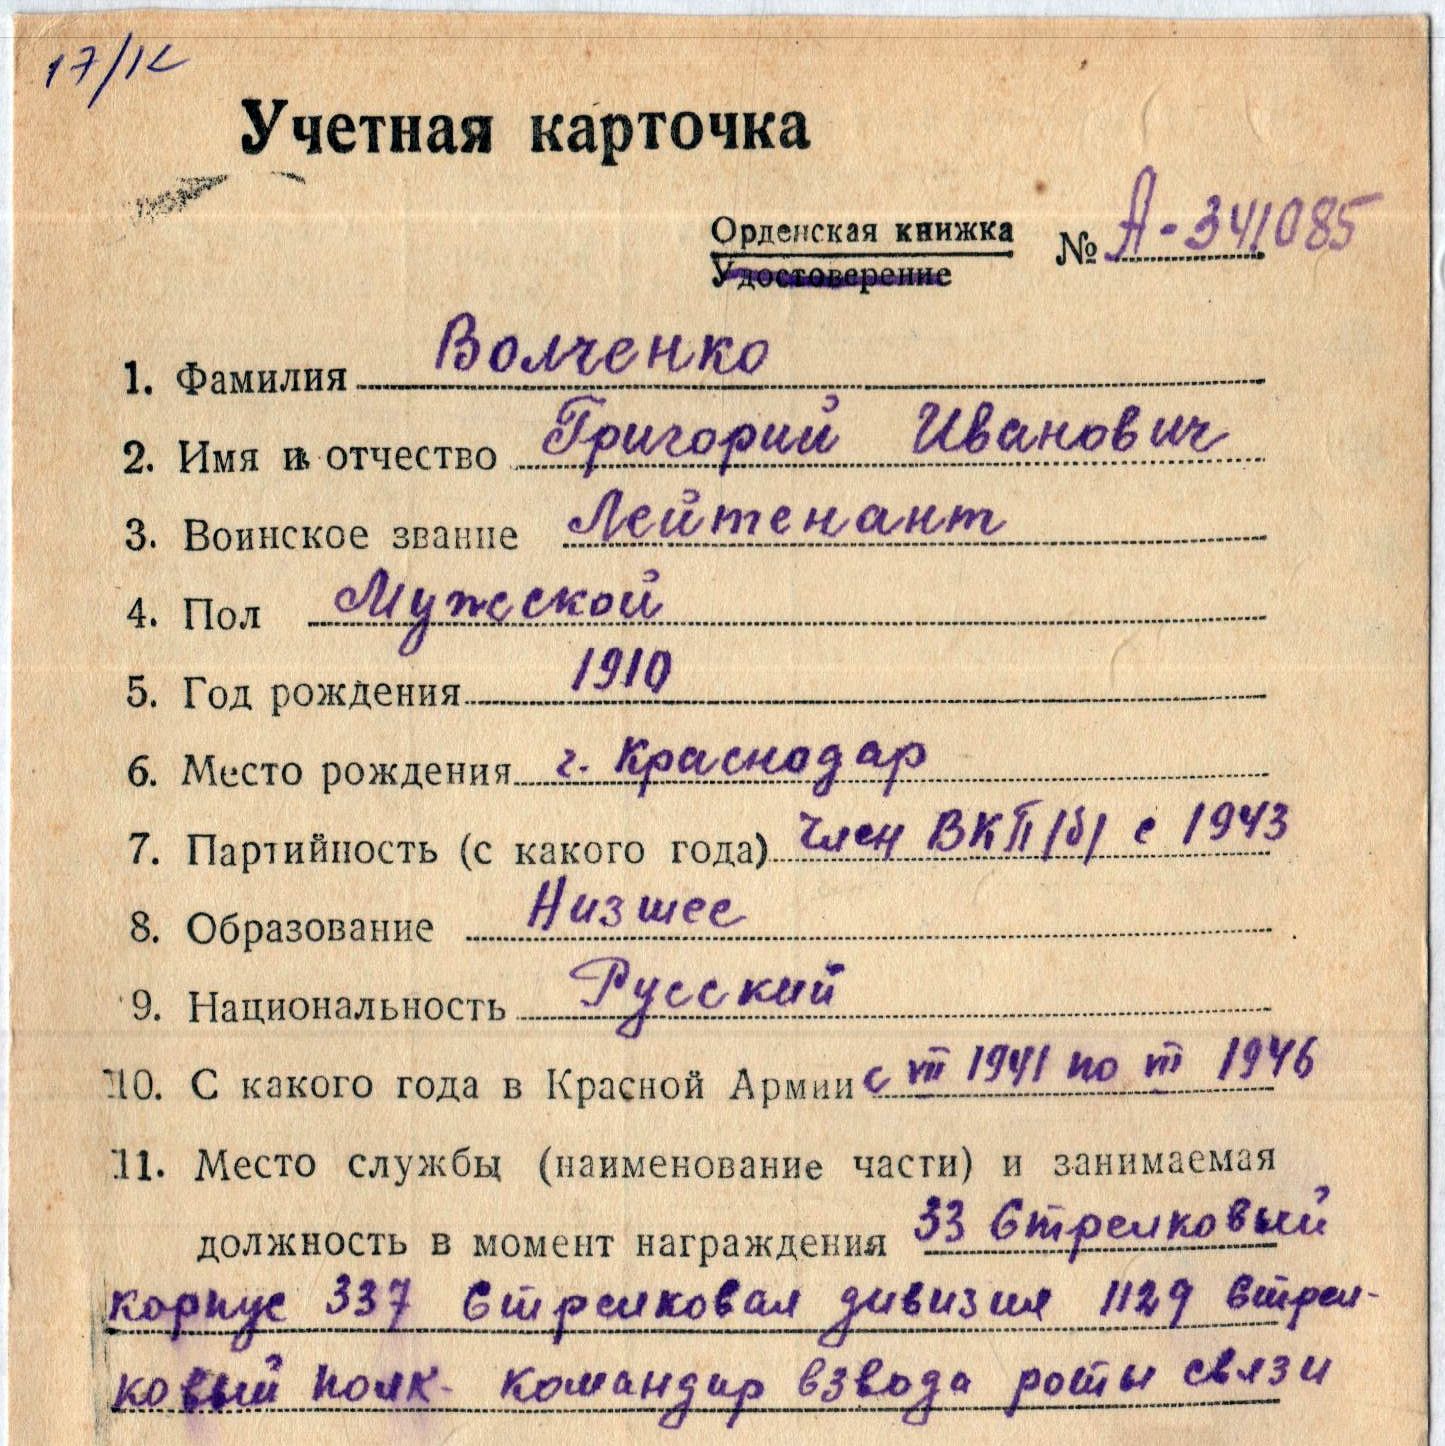 17/IZ
Учетная карточка
Орденская книжка
Удостоверение
№ А-341085
1. Фамилия Волченко
2. Имя и отчество Григорий Иванович
3. Воинское звание Лейтенант
4. Пол Мужской
5. Год рождения 1910
6. Место рождения г. Краснодар
7. Партийность (с какого года) Член ВКП/б/ с 1943
8. Образование Низшее
9. Национальность Русский
10. С какого года в Красной Армии с VII 1941 по VII 1946
11. Место службы (наименование части) и занимаемая
должность в момент награждения 33 Стрелковый
корпус 337 Стрелковая дивизия 1129 Стрел-
ковый полк- командир взвода роты связи